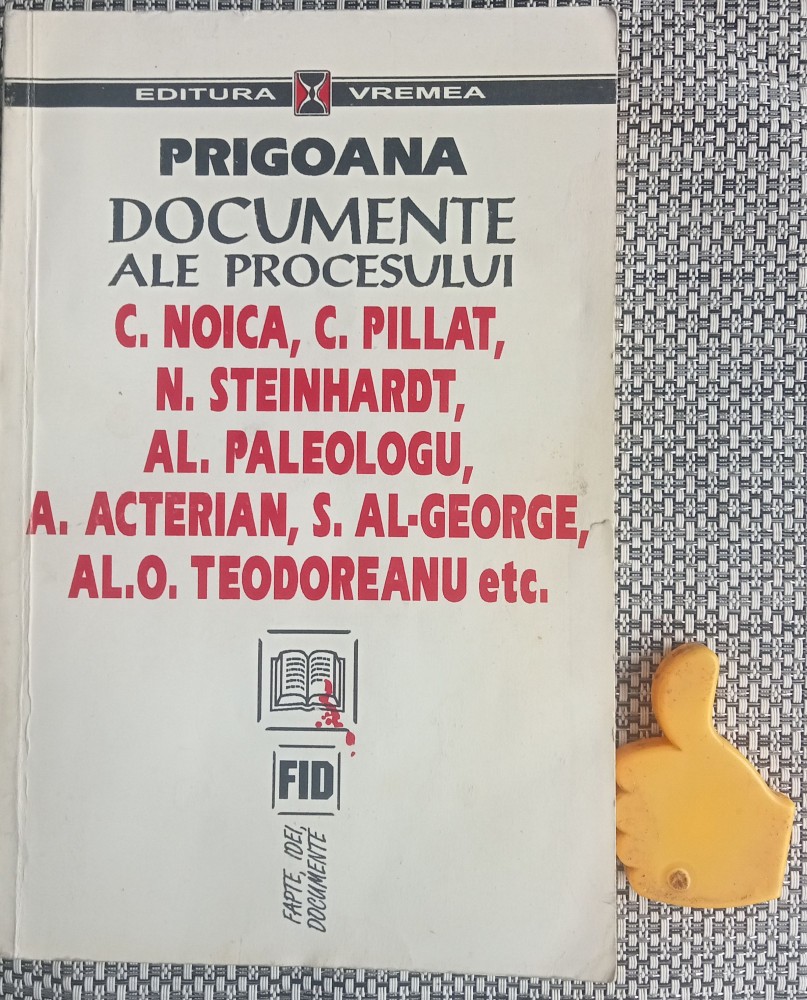 EDITURA VREMEA
PRIGOANA
DOCUMENTE
ALE PROCESULUI
C. NOICA, C. PILLAT,
N. STEINHARDT,
AL. PALEOLOGU,
A. ACTERIAN, S. AL-GEORGE,
AL.O. TEODOREANU etc.
FID
FAPTE, IDEI,
DOCUMENTE